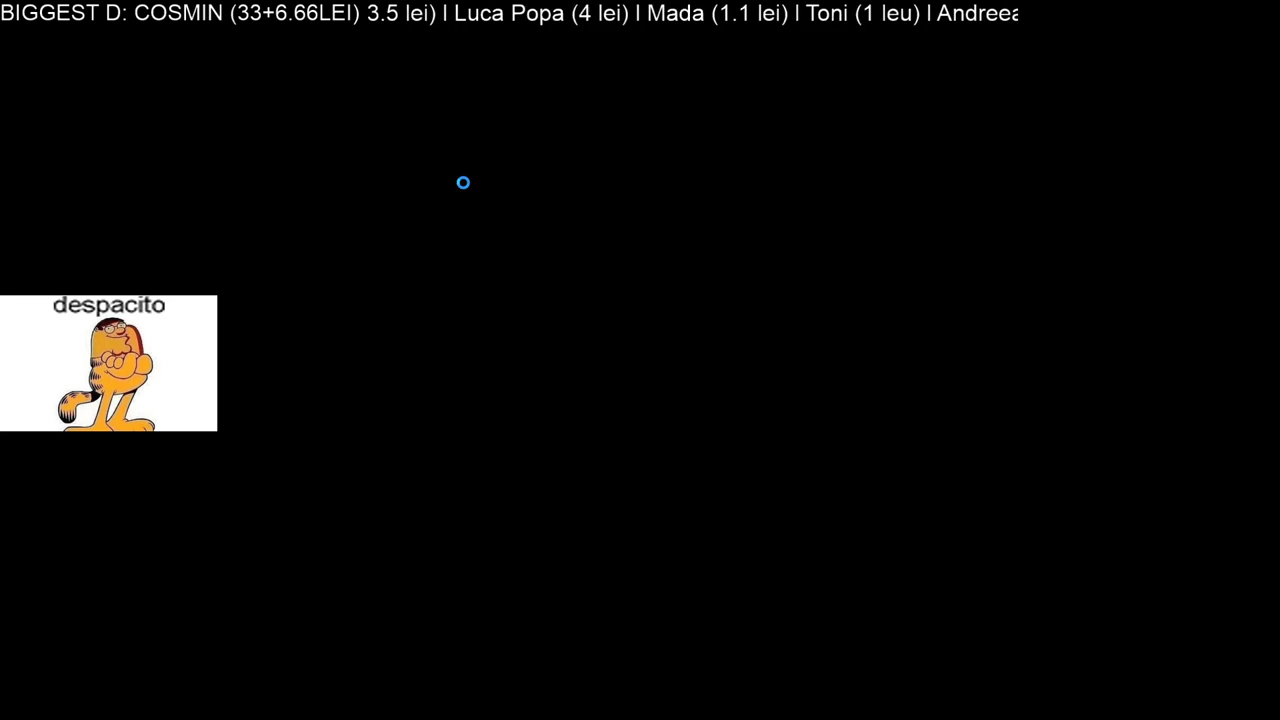 BIGGEST D: COSMIN (33+6.66LEI) 3.5 lei) l Luca Popa (4 lei) l Mada (1.1 lei) l Toni (1 leu) l Andreea
despacito